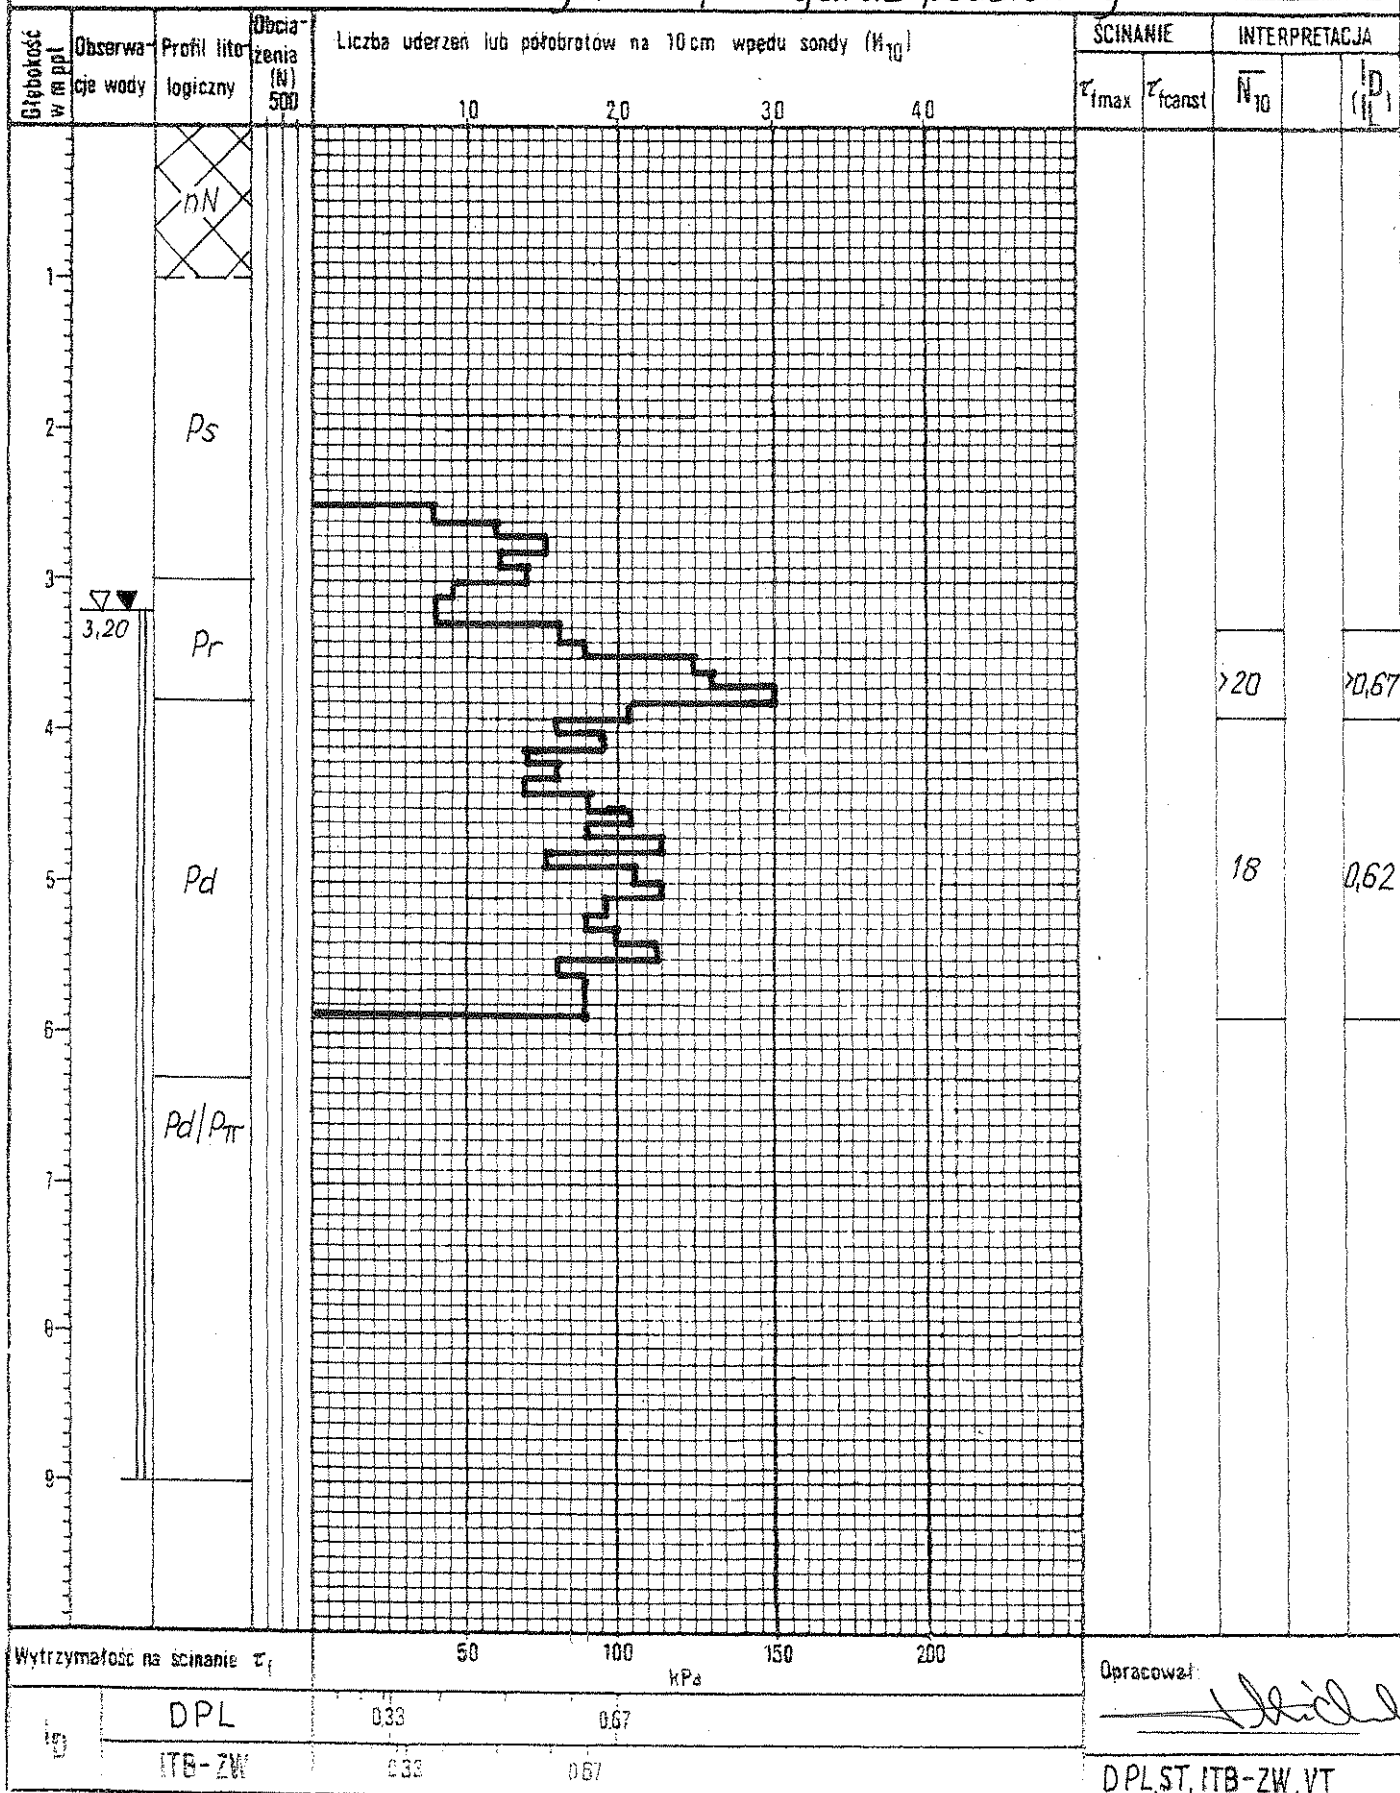 Głębokość w m ppt
Obserwacje wody
Profil litologiczny
Obciążenia (N) 500
Liczba uderzeń lub półobrotów na 10 cm wpędu sondy (N10)
10 20 30 40
ŚCINANIE
τfmax τfcanst
INTERPRETACJA
N10
ID (IL)
nN
1
2
Ps
3
3,20
Pr
>20 >0,67
4
5
Pd
18 0,62
6
Pd/Pπ
7
8
9
Wytrzymałość na ścinanie τf
50 100 150 200
kPa
Opracował:
ID
DPL 0,33 0,67
ITB-ZW 0,33 0,67
DPL, ST, ITB-ZW, VT